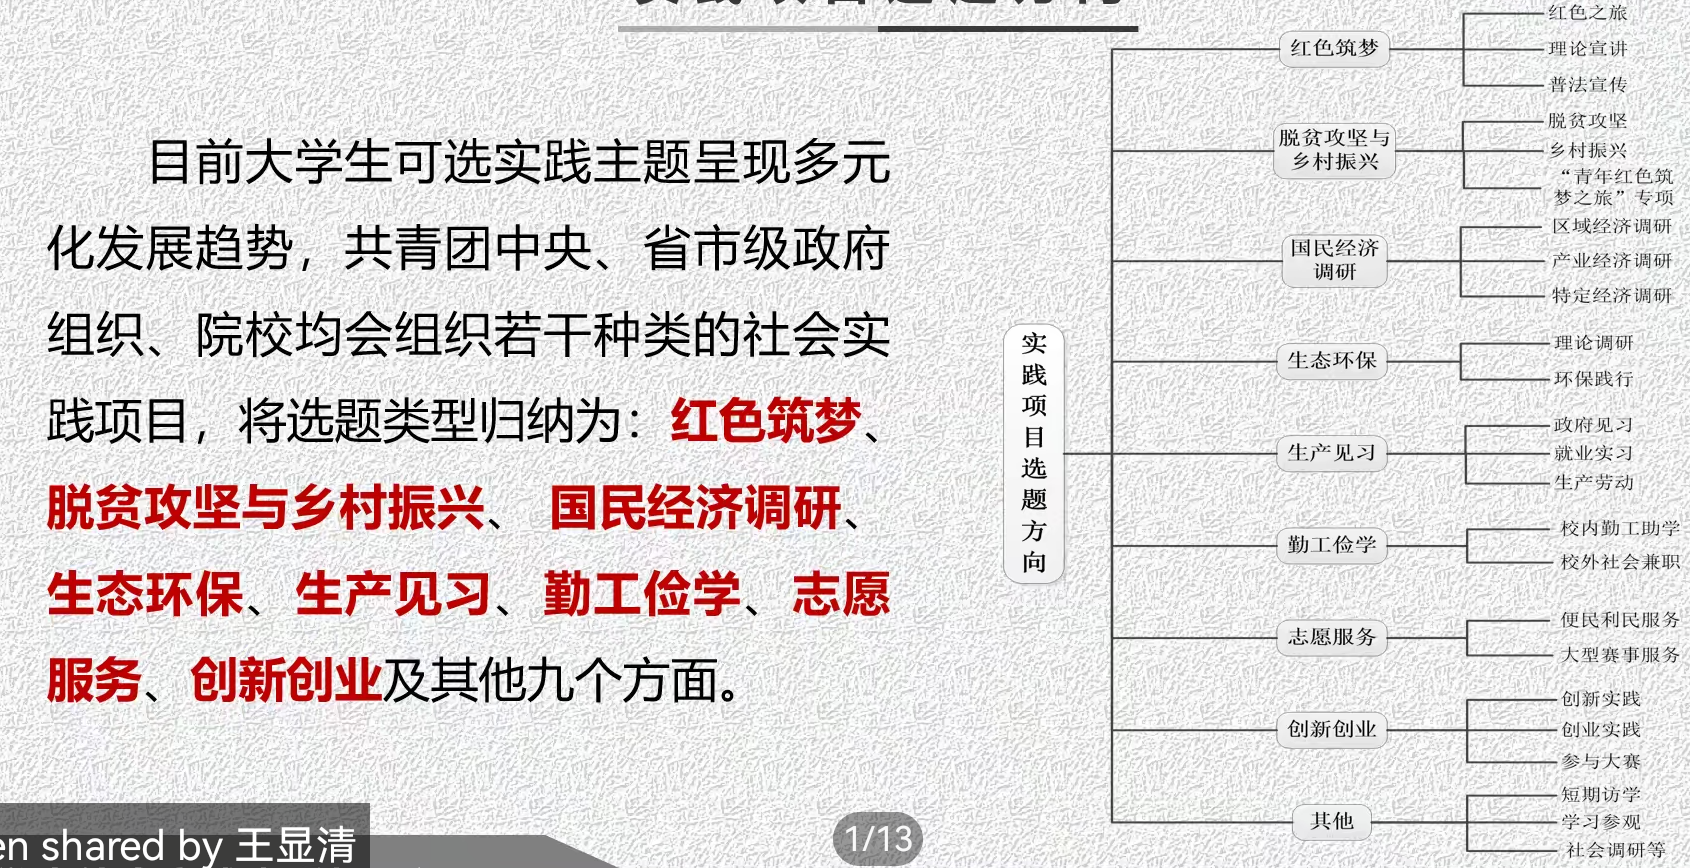 目前大学生可选实践主题呈现多元
化发展趋势，共青团中央、省市级政府
组织、院校均会组织若干种类的社会实
践项目，将选题类型归纳为：红色筑梦、
脱贫攻坚与乡村振兴、国民经济调研、
生态环保、生产见习、勤工俭学、志愿
服务、创新创业及其他九个方面。
实践项目选题方向
红色筑梦
红色之旅
理论宣讲
普法宣传
脱贫攻坚与
乡村振兴
脱贫攻坚
乡村振兴
“青年红色筑
梦之旅”专项
国民经济
调研
区域经济调研
产业经济调研
特定经济调研
生态环保
理论调研
环保践行
生产见习
政府见习
就业实习
生产劳动
勤工俭学
校内勤工助学
校外社会兼职
志愿服务
便民利民服务
大型赛事服务
创新创业
创新实践
创业实践
参与大赛
其他
短期访学
学习参观
社会调研等
en shared by 王显清
1/13